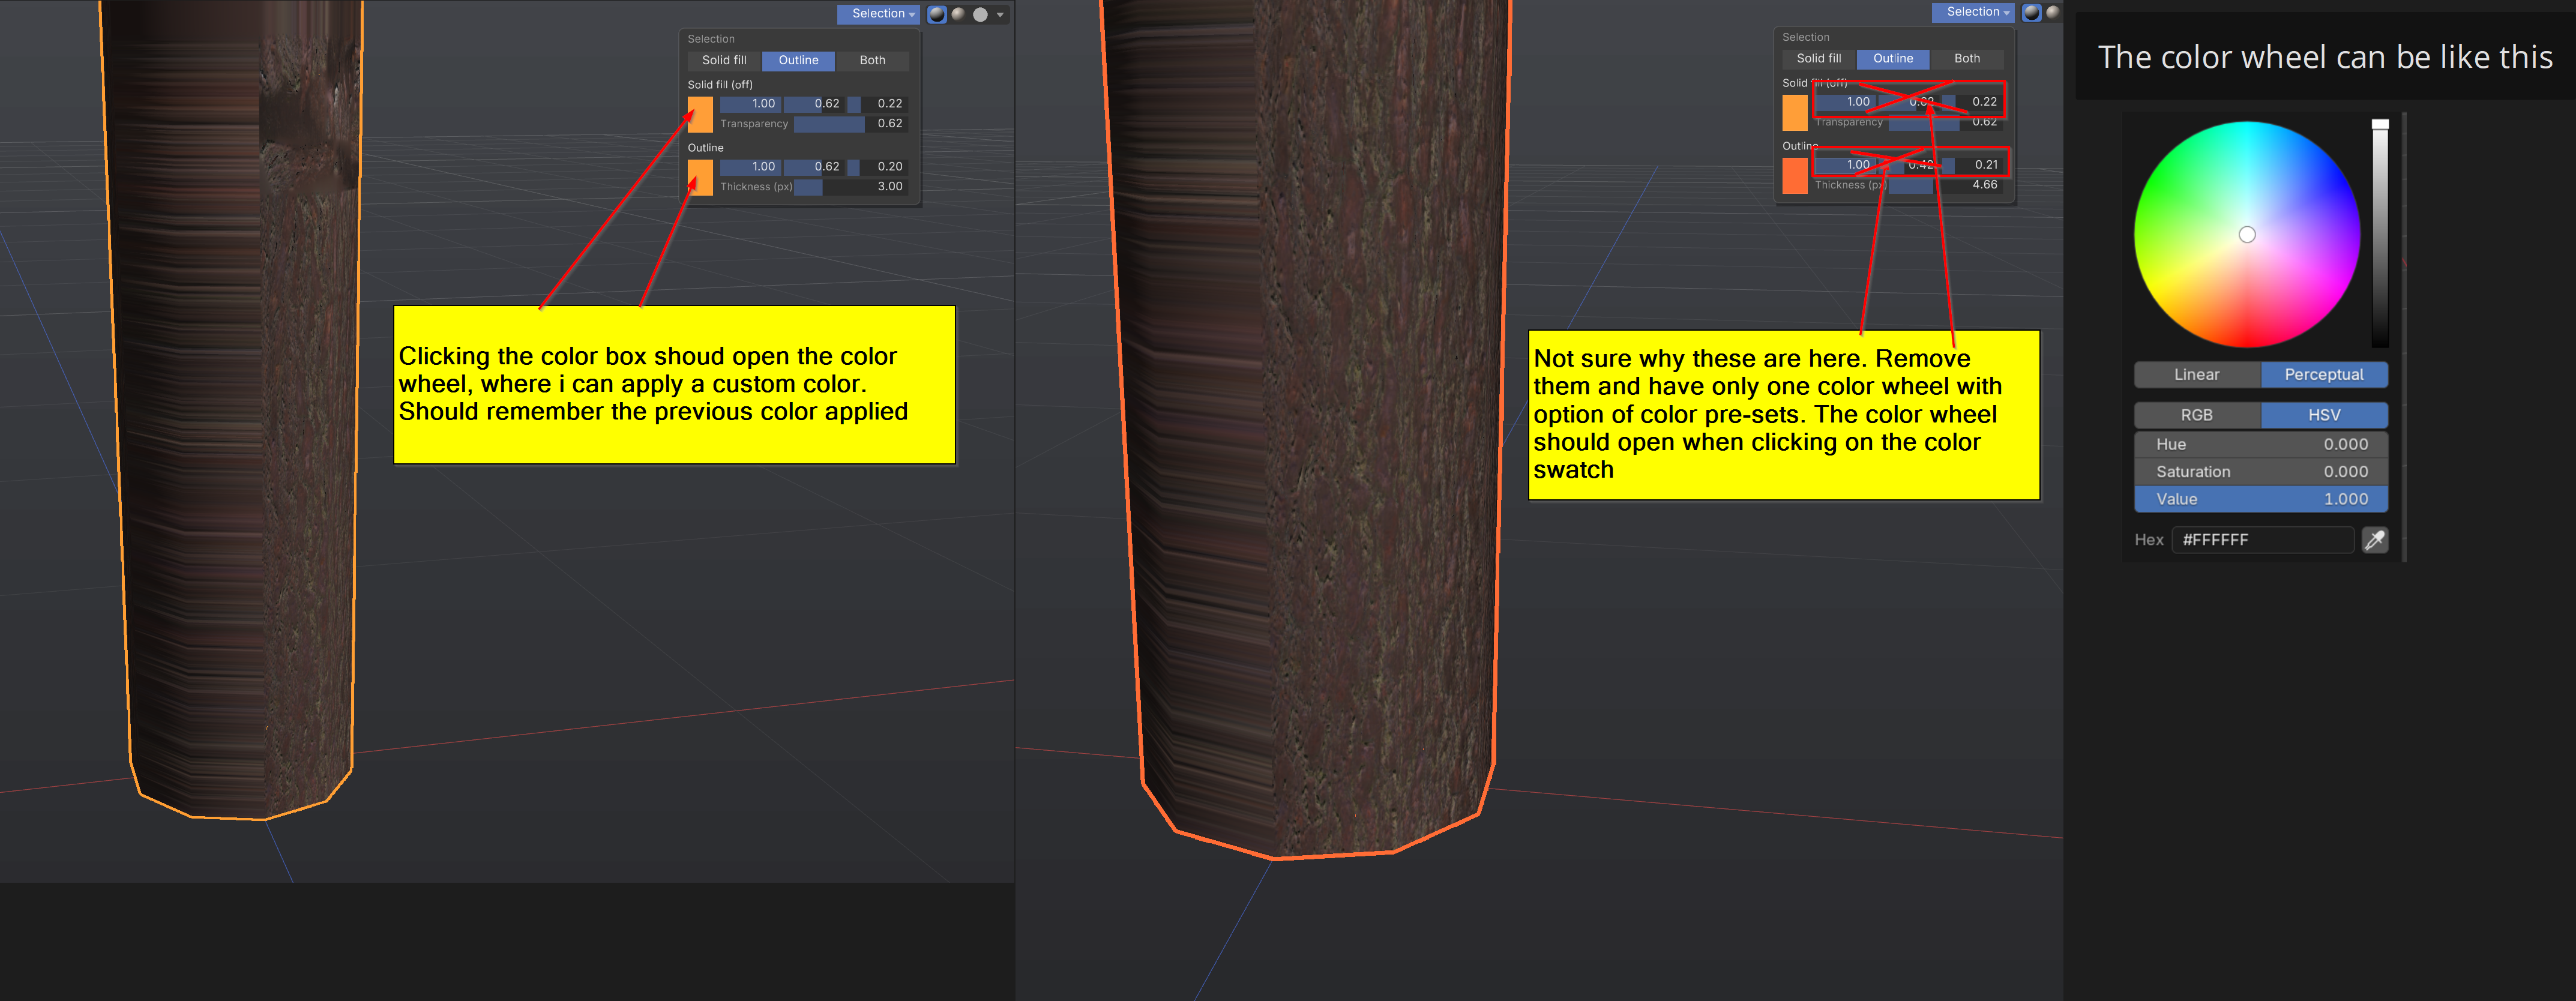 Selection
Selection
Solid fill
Outline
Both
Solid fill (off)
1.00
0.62
0.22
Transparency
0.62
Outline
1.00
0.62
0.20
Thickness (px)
3.00
Clicking the color box shoud open the color
wheel, where i can apply a custom color.
Should remember the previous color applied
Selection
Selection
Solid fill
Outline
Both
Solid fill (off)
1.00
0.22
Transparency
0.62
Outline
1.00
0.21
Thickness (px)
4.66
Not sure why these are here. Remove
them and have only one color wheel with
option of color pre-sets. The color wheel
should open when clicking on the color
swatch
The color wheel can be like this
Linear
Perceptual
RGB
HSV
Hue
0.000
Saturation
0.000
Value
1.000
Hex
#FFFFFF